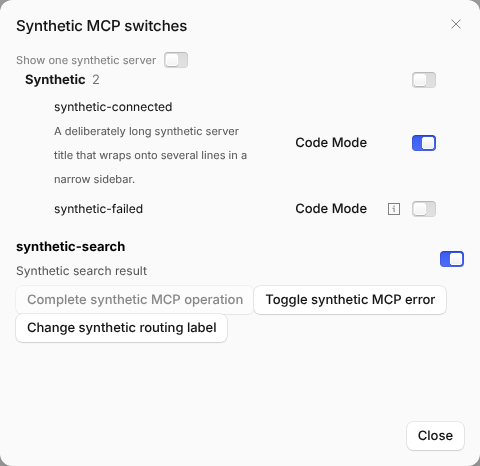 Synthetic MCP switches
Show one synthetic server
Synthetic 2
synthetic-connected
A deliberately long synthetic server
title that wraps onto several lines in a
narrow sidebar.
Code Mode
synthetic-failed
Code Mode
synthetic-search
Synthetic search result
Complete synthetic MCP operation
Toggle synthetic MCP error
Change synthetic routing label
Close